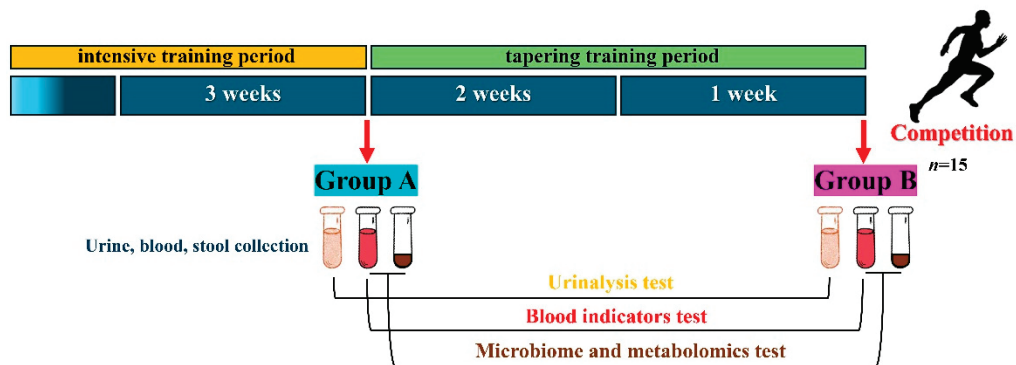 intensive training period
tapering training period
3 weeks
2 weeks
1 week
Competition
n=15
Group A
Group B
Urine, blood, stool collection
Urinalysis test
Blood indicators test
Microbiome and metabolomics test